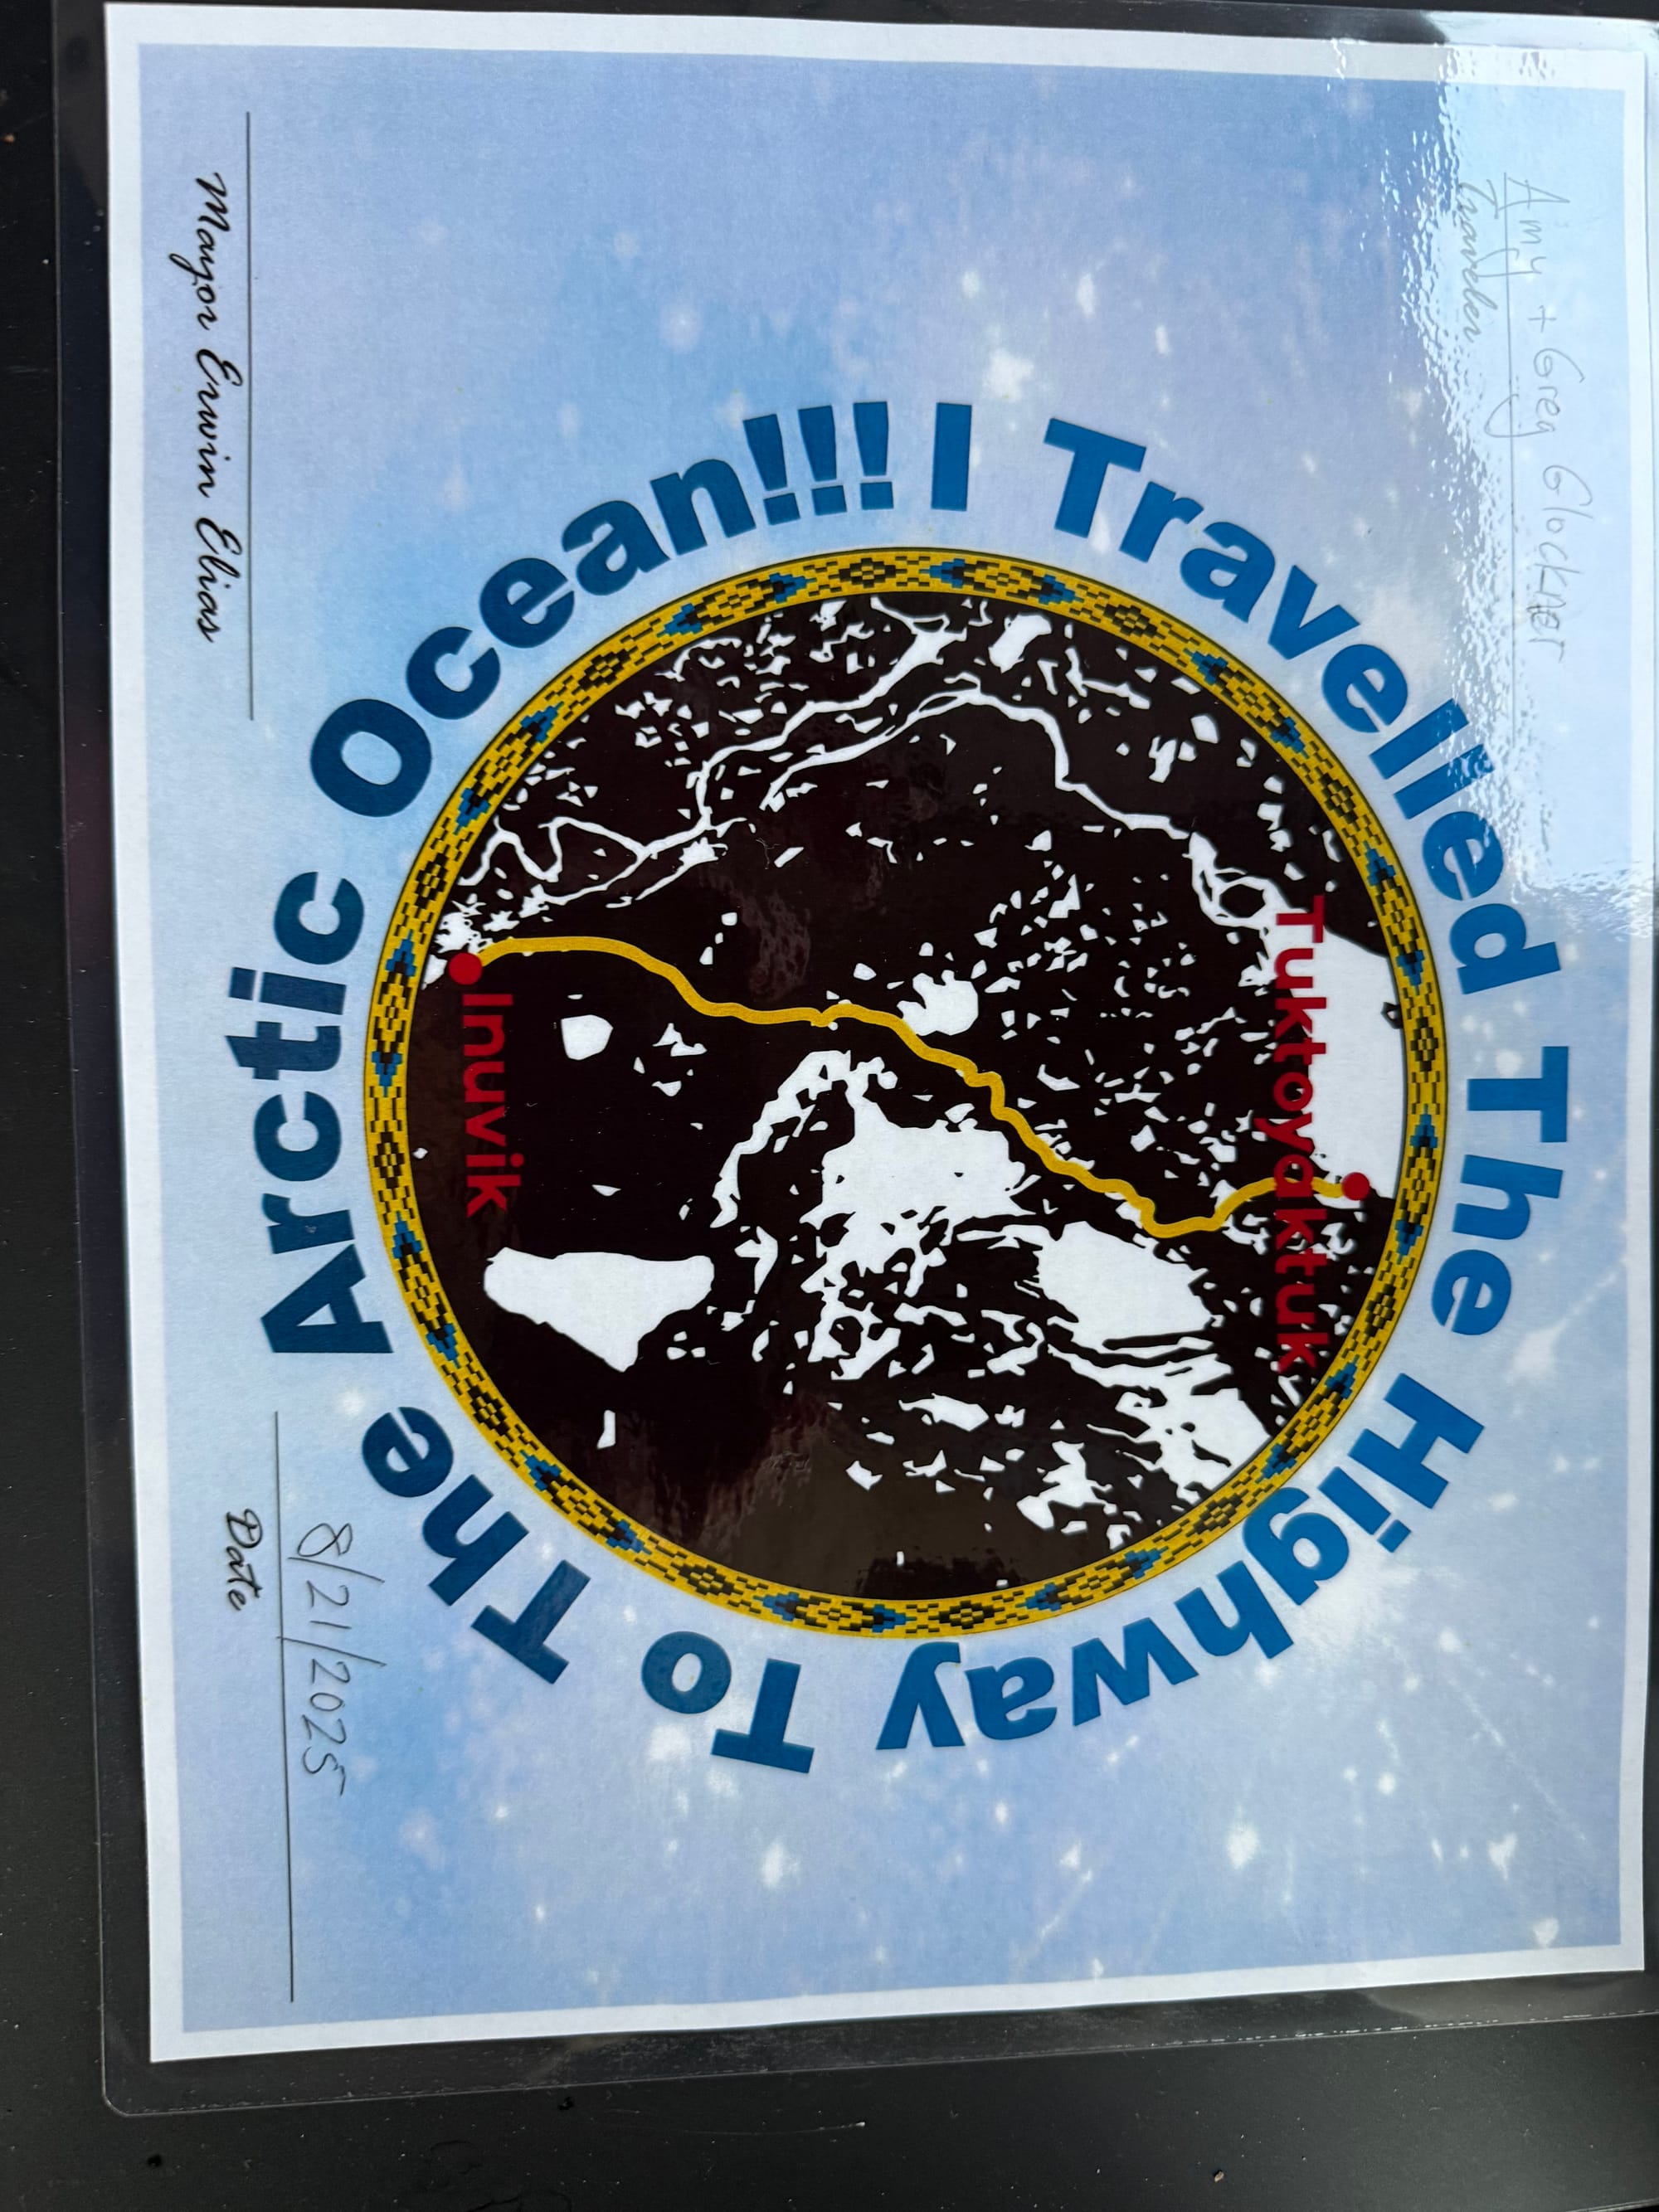 Amy + Greg Glockner
Traveler
I Travelled The Highway To The Arctic Ocean!!!
Tuktoyaktuk
Inuvik
8/21/2025
Mayor Erwin Elias
Date